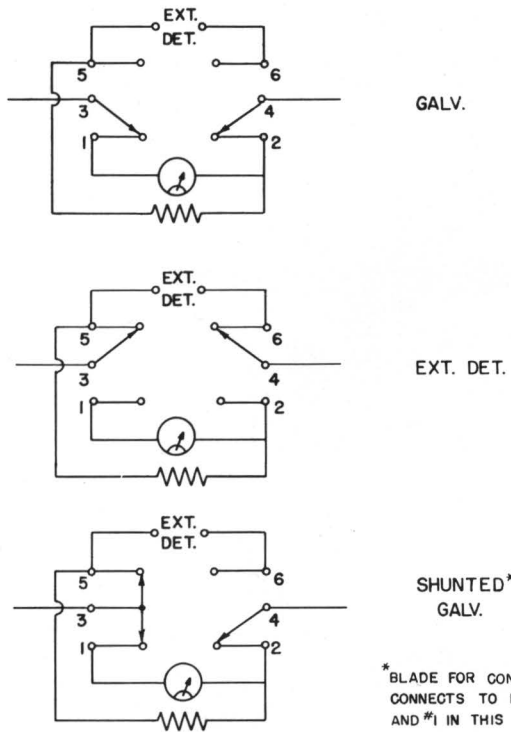 EXT.
DET.
5
6
3
4
1
2
GALV.
EXT.
DET.
5
6
3
4
1
2
EXT. DET.
EXT.
DET.
5
6
3
4
1
2
SHUNTED*
GALV.
*BLADE FOR
CONNECTS TO
AND #1 IN THIS